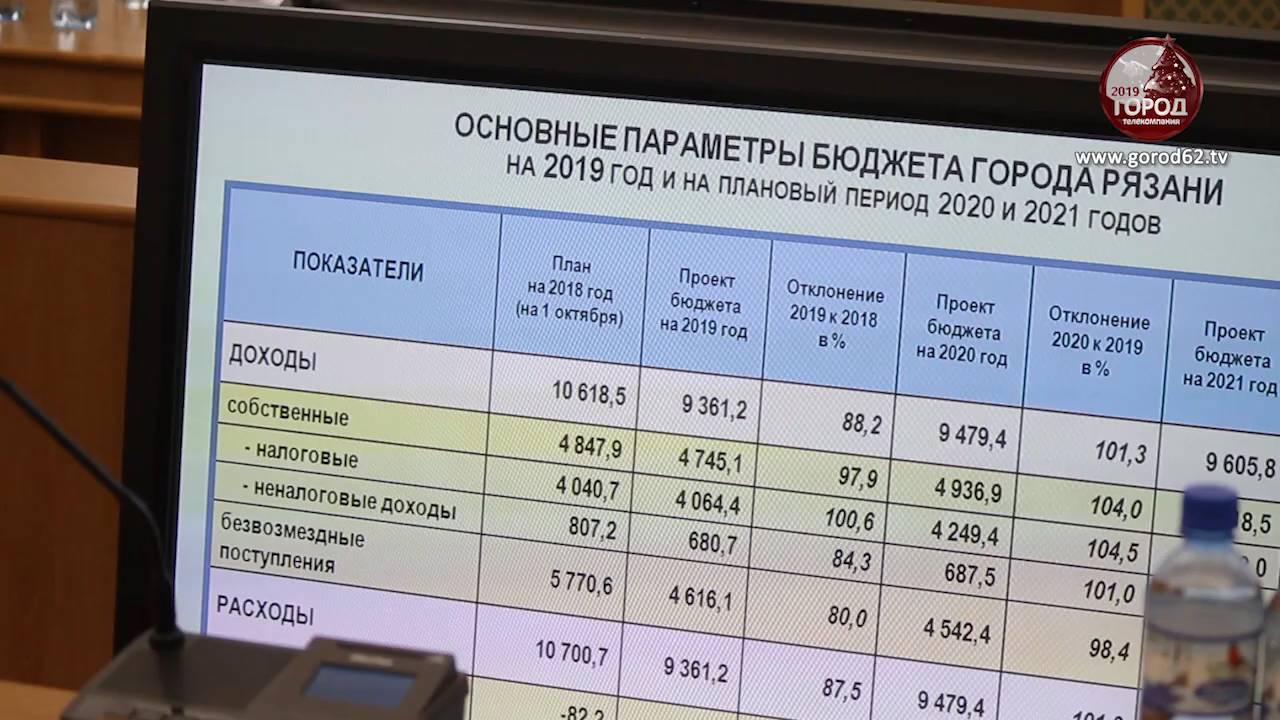 2019
ГОРОД
телекомпания
www.gorod62.tv
ОСНОВНЫЕ ПАРАМЕТРЫ БЮДЖЕТА ГОРОДА РЯЗАНИ
НА 2019 ГОД И НА ПЛАНОВЫЙ ПЕРИОД 2020 И 2021 ГОДОВ
ПОКАЗАТЕЛИ
План
на 2018 год
(на 1 октября)
Проект
бюджета
на 2019 год
Отклонение
2019 к 2018
в %
Проект
бюджета
на 2020 год
Отклонение
2020 к 2019
в %
Проект
бюджета
на 2021 год
ДОХОДЫ 10 618,5 9 361,2 88,2 9 479,4 101,3 9 605,8
собственные 4 847,9 4 745,1 97,9 4 936,9 104,0 8,5
- налоговые 4 040,7 4 064,4 100,6 4 249,4 104,5
- неналоговые доходы 807,2 680,7 84,3 687,5 101,0
безвозмездные
поступления 5 770,6 4 616,1 80,0 4 542,4 98,4
РАСХОДЫ 10 700,7 9 361,2 87,5 9 479,4
-82,2